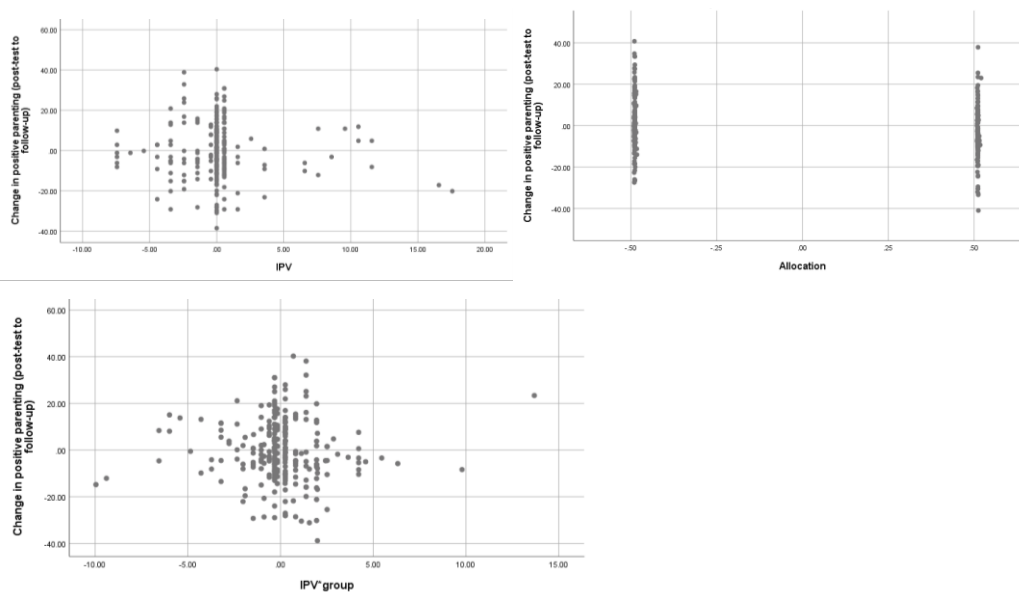 Change in positive parenting (post-test to
follow-up)
60.00
40.00
20.00
.00
-20.00
-40.00
-10.00 -5.00 .00 5.00 10.00 15.00 20.00
IPV
Change in positive parenting (post-test to
follow-up)
40.00
20.00
.00
-20.00
-40.00
-.50 -.25 .00 .25 .50
Allocation
Change in positive parenting (post-test to
follow-up)
60.00
40.00
20.00
.00
-20.00
-40.00
-10.00 -5.00 .00 5.00 10.00 15.00
IPV*group